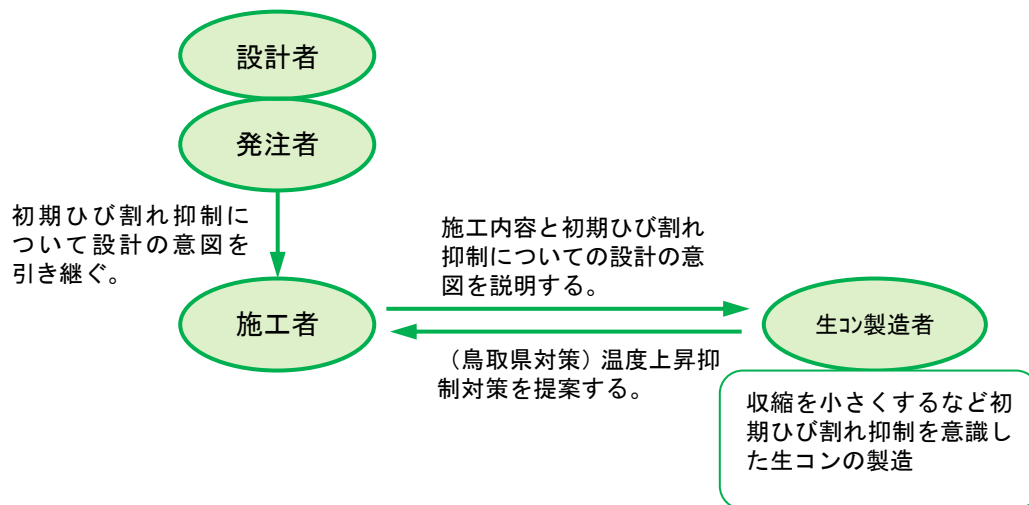 設計者
発注者
初期ひび割れ抑制に
ついて設計の意図を
引き継ぐ。
施工内容と初期ひび割れ
抑制についての設計の意
図を説明する。
施工者
生ｺﾝ製造者
（鳥取県対策）温度上昇抑
制対策を提案する。
収縮を小さくするなど初
期ひび割れ抑制を意識し
た生コンの製造